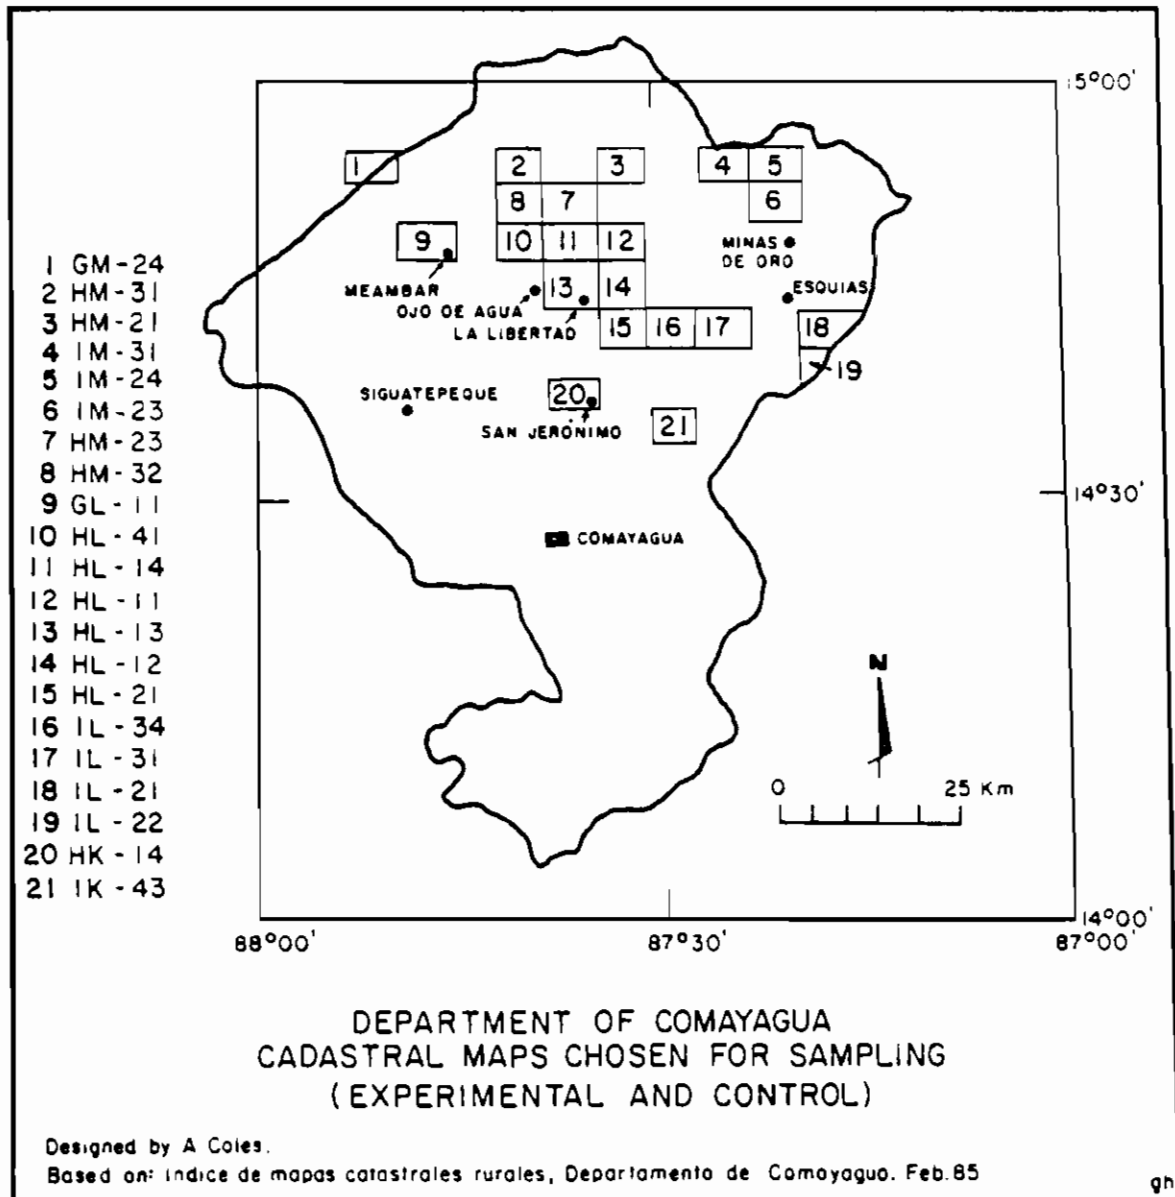 15°00'
1
2
3
4
5
8
7
6
9
10
11
12
MINAS
DE ORO
MEAMBAR
13
14
ESQUIAS
OJO DE AGUA
LA LIBERTAD
15
16
17
18
19
SIGUATEPEQUE
20
SAN JERÓNIMO
21
14°30'
COMAYAGUA
1 GM-24
2 HM-31
3 HM-21
4 IM-31
5 IM-24
6 IM-23
7 HM-23
8 HM-32
9 GL-11
10 HL-41
11 HL-14
12 HL-11
13 HL-13
14 HL-12
15 HL-21
16 IL-34
17 IL-31
18 IL-21
19 IL-22
20 HK-14
21 IK-43
N
0 25 Km
14°00'
88°00' 87°30' 87°00'
DEPARTMENT OF COMAYAGUA
CADASTRAL MAPS CHOSEN FOR SAMPLING
(EXPERIMENTAL AND CONTROL)
Designed by A Coles.
Based on: Indice de mapas catastrales rurales, Departamento de Comayagua. Feb.85
gh